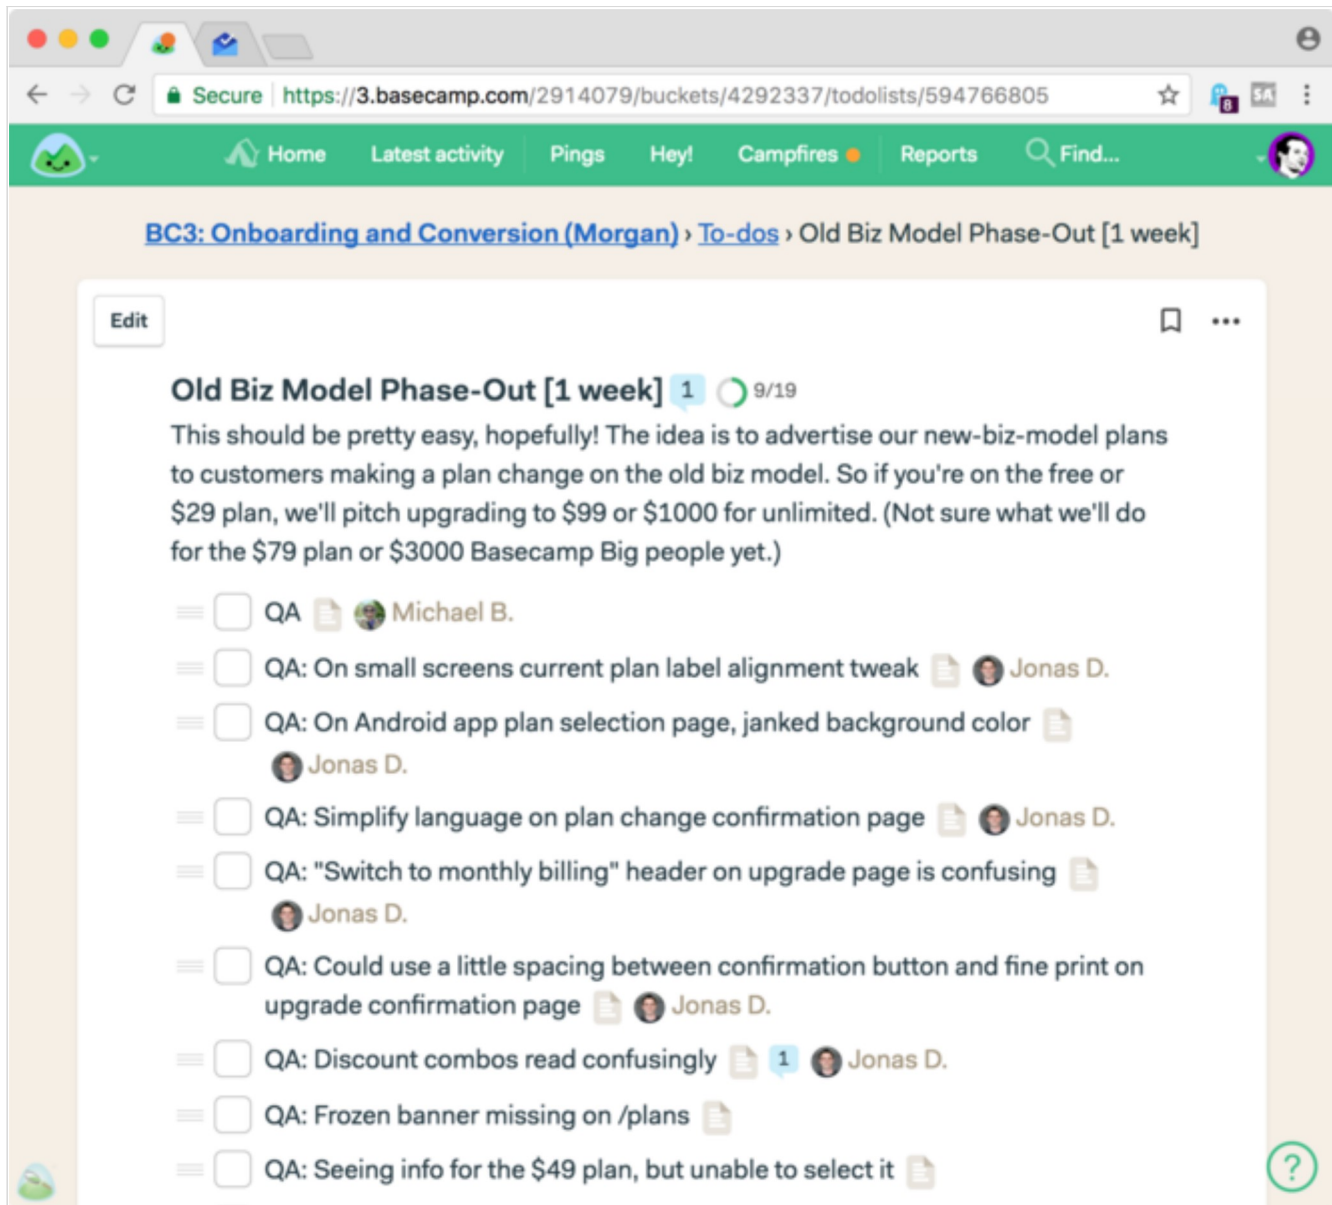 Secure https://3.basecamp.com/2914079/buckets/4292337/todolists/594766805
8 SA
Home Latest activity Pings Hey! Campfires Reports Find...
BC3: Onboarding and Conversion (Morgan) › To-dos › Old Biz Model Phase-Out [1 week]
Edit
Old Biz Model Phase-Out [1 week] 1 9/19
This should be pretty easy, hopefully! The idea is to advertise our new-biz-model plans
to customers making a plan change on the old biz model. So if you're on the free or
$29 plan, we'll pitch upgrading to $99 or $1000 for unlimited. (Not sure what we'll do
for the $79 plan or $3000 Basecamp Big people yet.)
QA Michael B.
QA: On small screens current plan label alignment tweak Jonas D.
QA: On Android app plan selection page, janked background color
Jonas D.
QA: Simplify language on plan change confirmation page Jonas D.
QA: "Switch to monthly billing" header on upgrade page is confusing
Jonas D.
QA: Could use a little spacing between confirmation button and fine print on
upgrade confirmation page Jonas D.
QA: Discount combos read confusingly 1 Jonas D.
QA: Frozen banner missing on /plans
QA: Seeing info for the $49 plan, but unable to select it
?